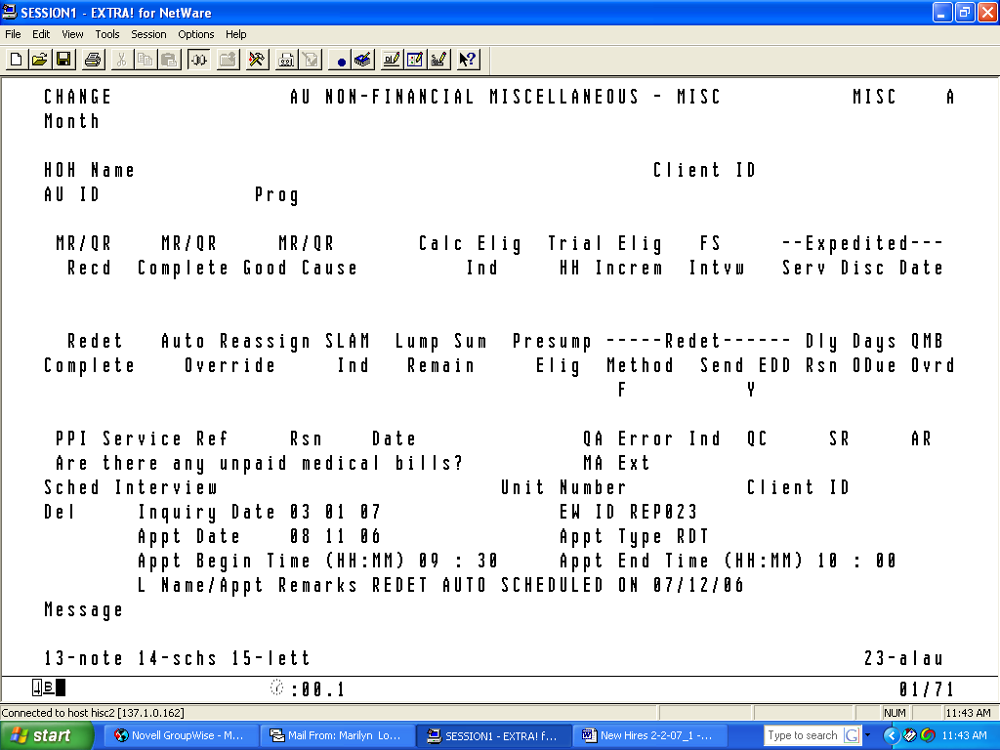 SESSION1 - EXTRA! for NetWare
File Edit View Tools Session Options Help
CHANGE AU NON-FINANCIAL MISCELLANEOUS - MISC MISC A
Month
HOH Name Client ID
AU ID Prog
MR/QR MR/QR MR/QR Calc Elig Trial Elig FS --Expedited---
Recd Complete Good Cause Ind HH Increm Intvw Serv Disc Date
Redet Auto Reassign SLAM Lump Sum Presump -----Redet------ Dly Days QMB
Complete Override Ind Remain Elig Method Send EDD Rsn ODue Ovrd
F Y
PPI Service Ref Rsn Date QA Error Ind QC SR AR
Are there any unpaid medical bills? MA Ext
Sched Interview Unit Number Client ID
Del Inquiry Date 03 01 07 EW ID REP023
Appt Date 08 11 06 Appt Type RDT
Appt Begin Time (HH:MM) 09 : 30 Appt End Time (HH:MM) 10 : 00
L Name/Appt Remarks REDET AUTO SCHEDULED ON 07/12/06
Message
13-note 14-schs 15-lett 23-alau
B :00.1 01/71
Connected to host hisc2 [137.1.0.162] NUM 11:43 AM
start Novell GroupWise - M... Mail From: Marilyn Lo... SESSION1 - EXTRA! f... New Hires 2-2-07_1 -... Type to search G 11:43 AM